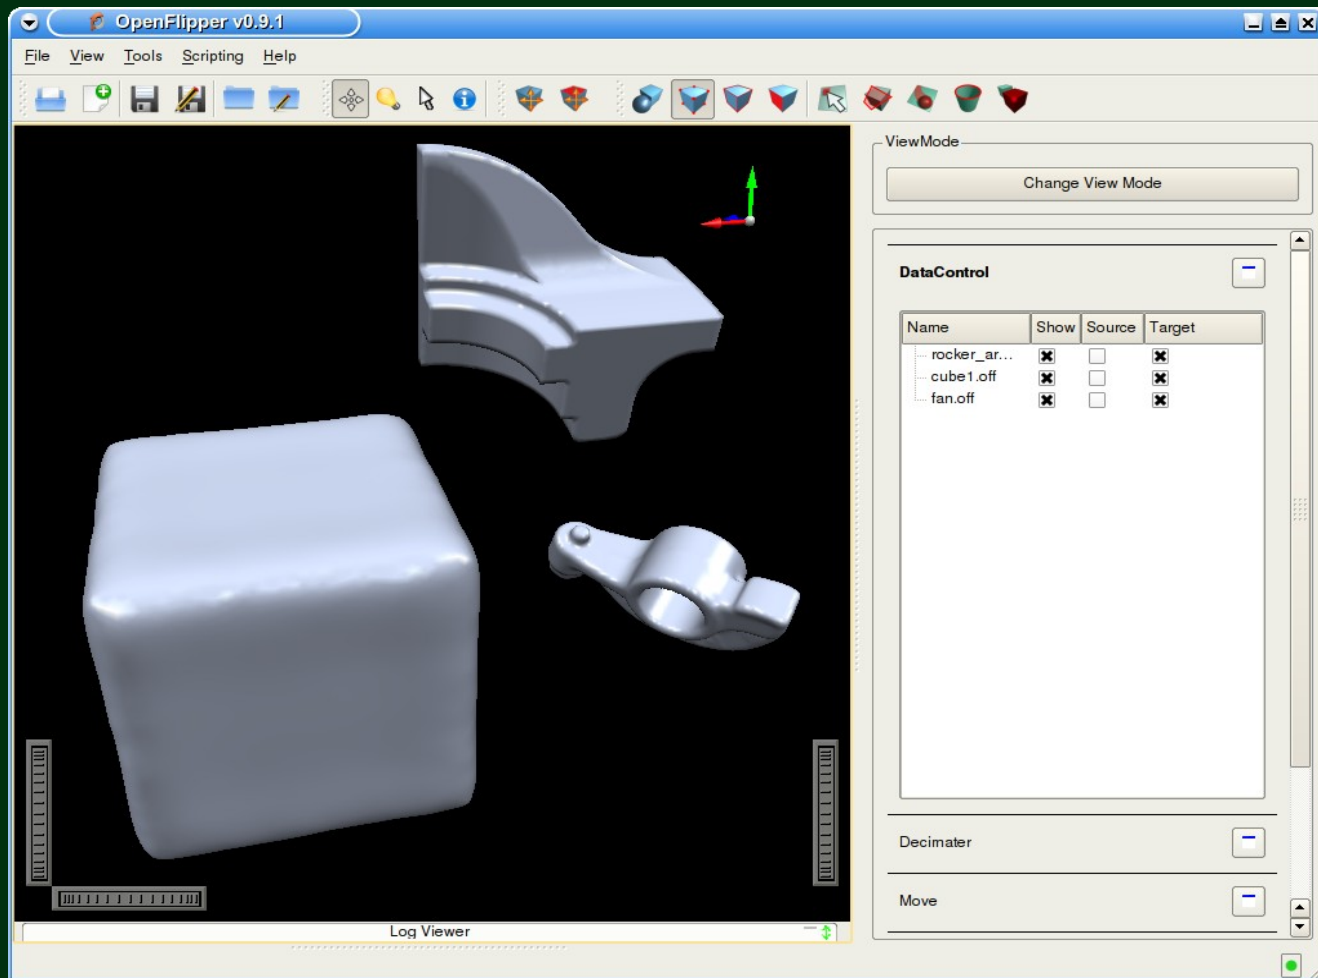 OpenFlipper v0.9.1
File View Tools Scripting Help
ViewMode
Change View Mode
DataControl
Name Show Source Target
rocker_ar...
cube1.off
fan.off
Decimater
Move
Log Viewer